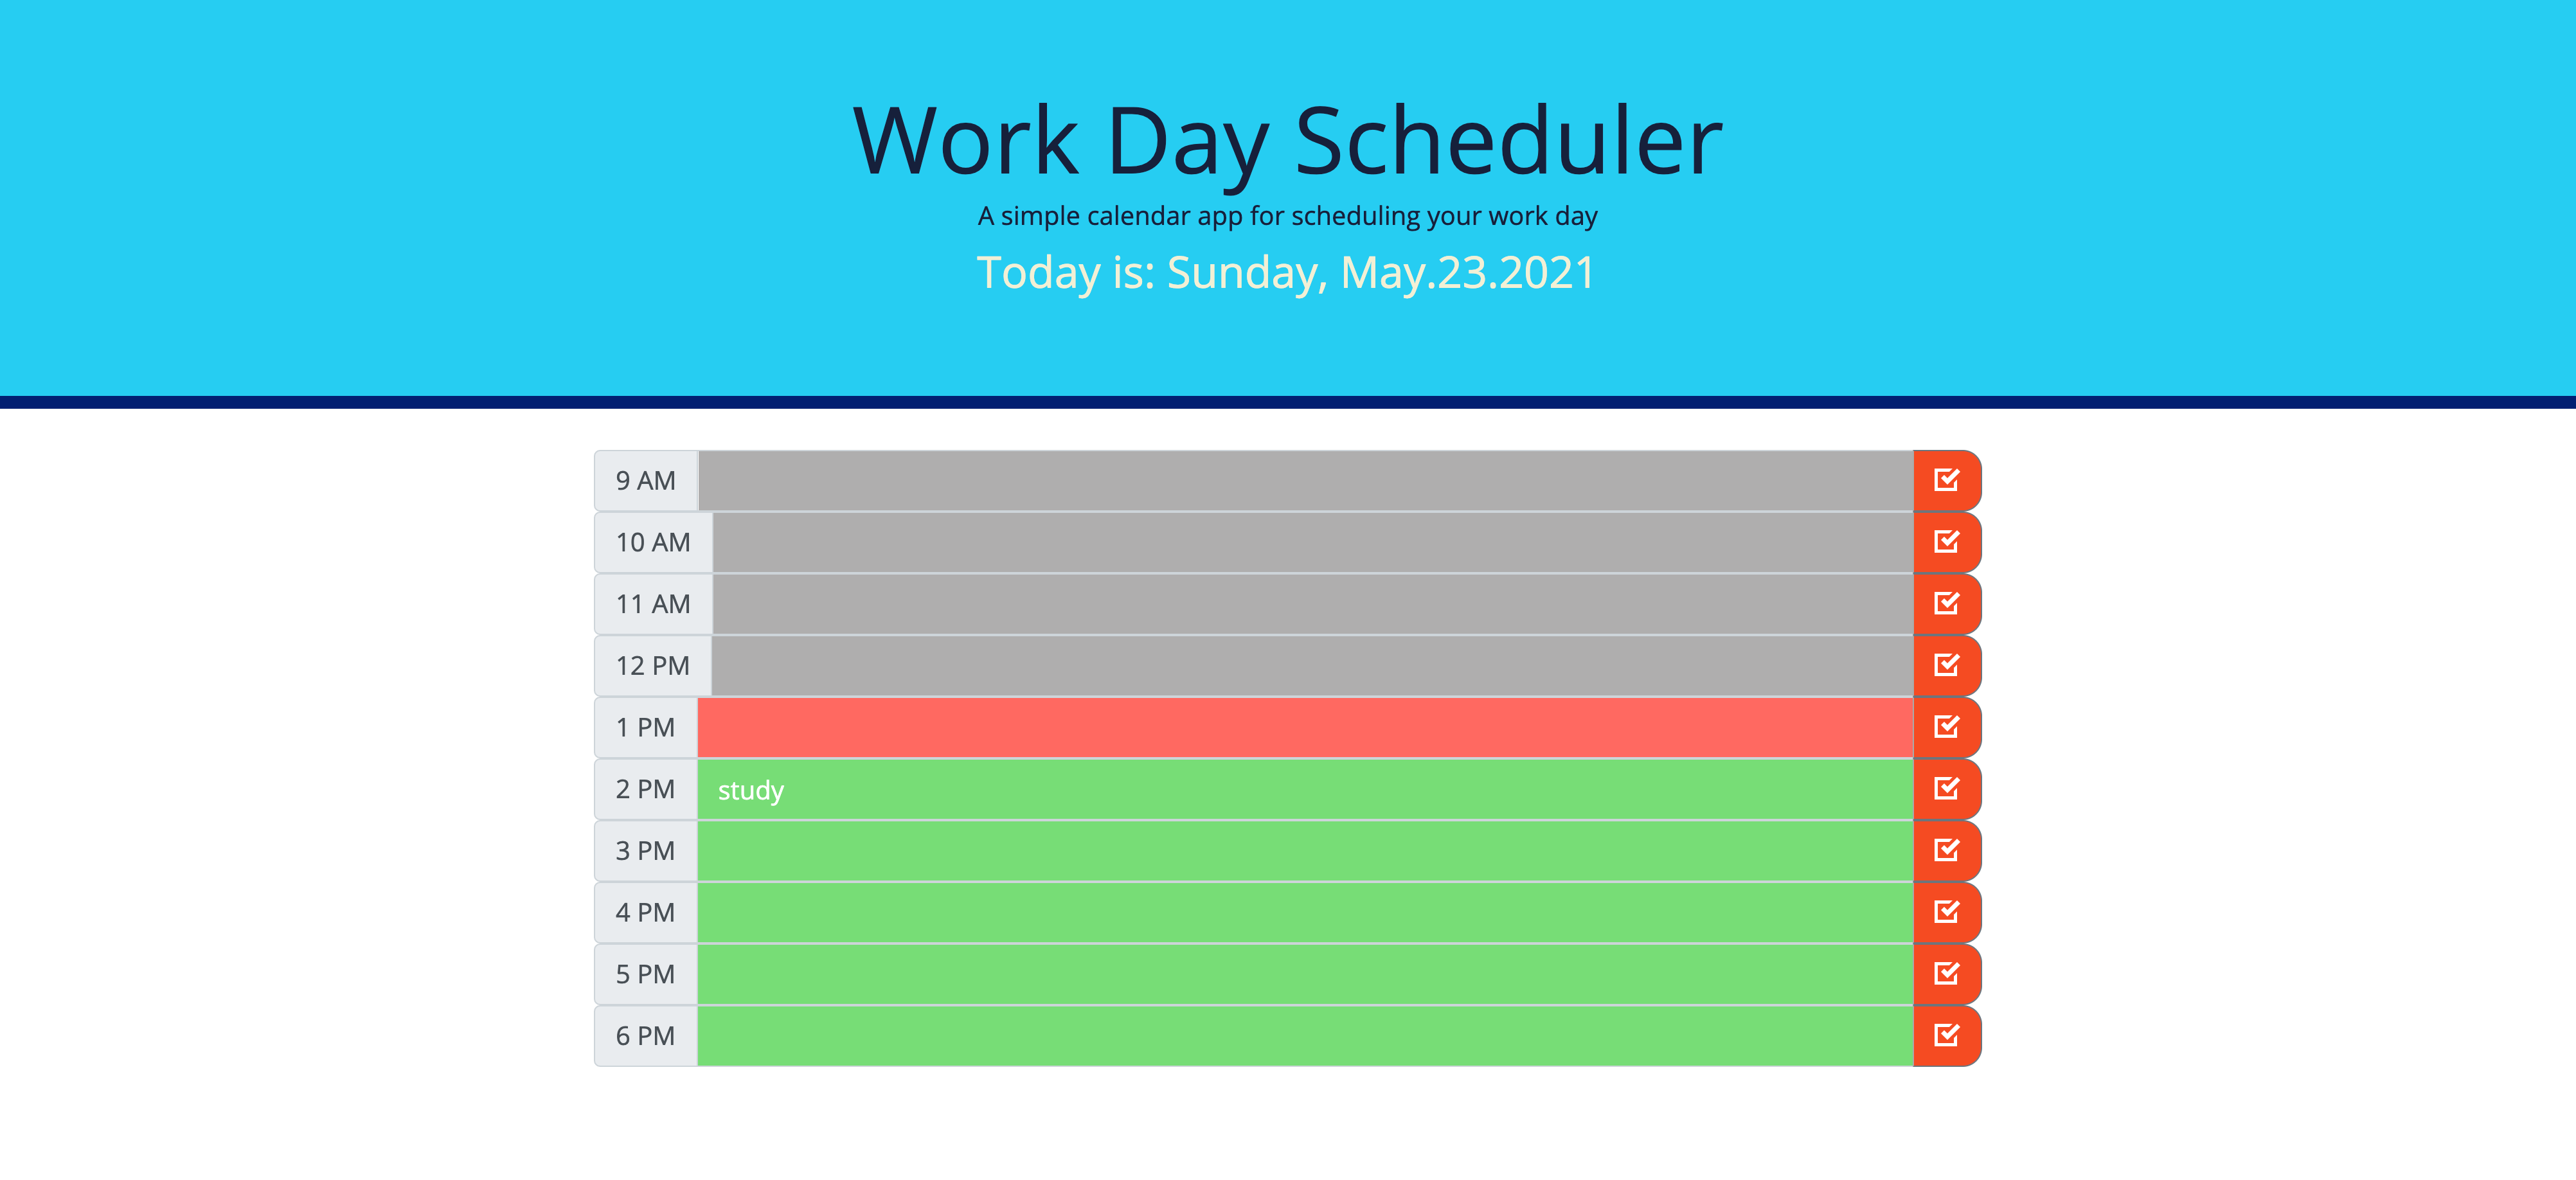 Work Day Scheduler
A simple calendar app for scheduling your work day
Today is: Sunday, May.23.2021
9 AM
10 AM
11 AM
12 PM
1 PM
2 PM study
3 PM
4 PM
5 PM
6 PM